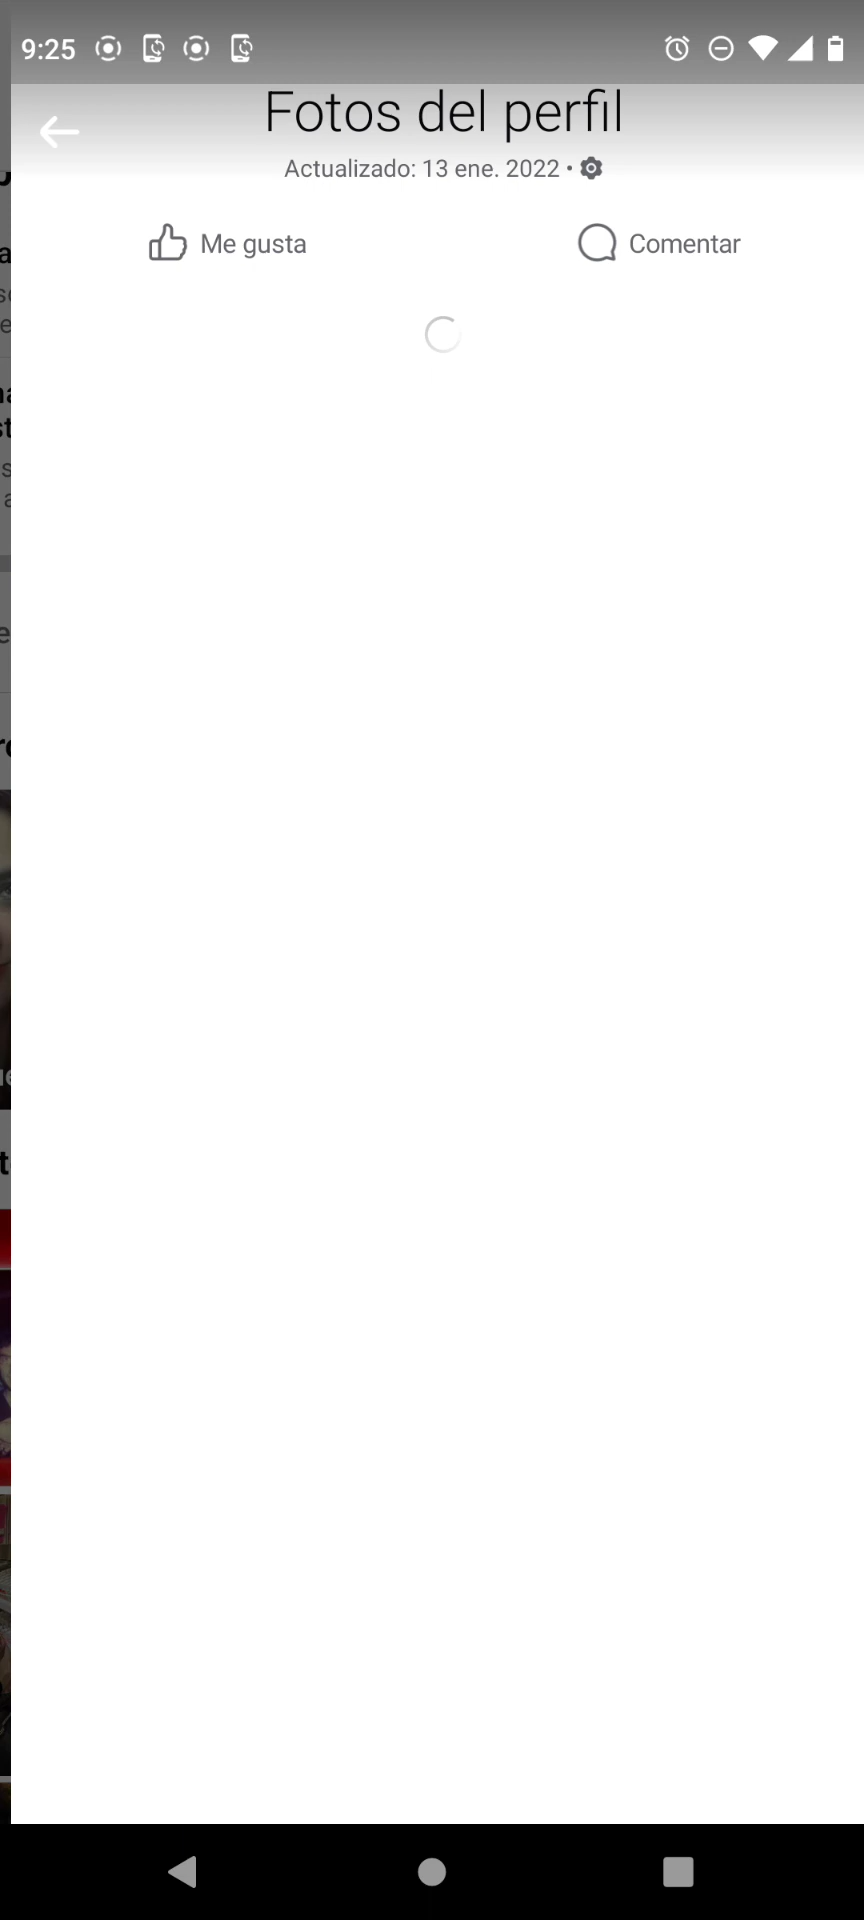 9:25
Fotos del perfil
Actualizado: 13 ene. 2022 •
Me gusta
Comentar